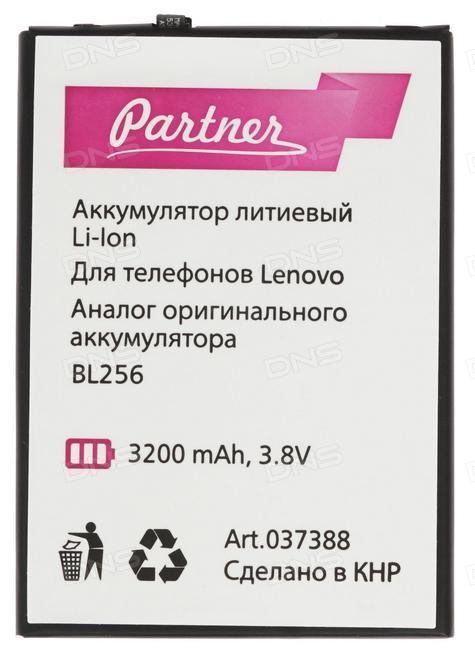 Partner
Аккумулятор литиевый
Li-Ion
Для телефонов Lenovo
Аналог оригинального
аккумулятора
BL256
3200 mAh, 3.8V
Art.037388
Сделано в КНР
DNS